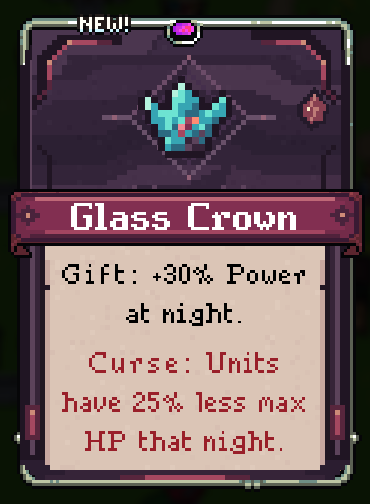 NEW!
Glass Crown
Gift: +30% Power
at night.
Curse: Units
have 25% less max
HP that night.